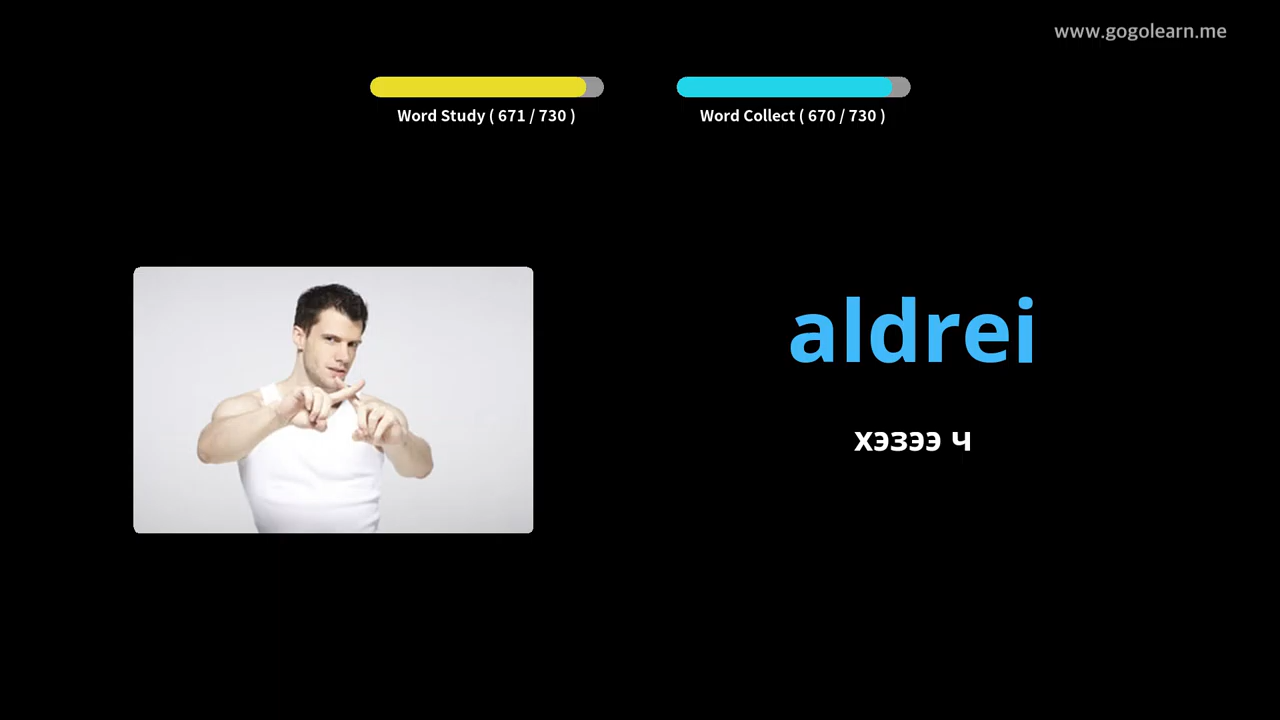 www.gogolearn.me
Word Study ( 671 / 730 )
Word Collect ( 670 / 730 )
aldrei
хэзээ ч